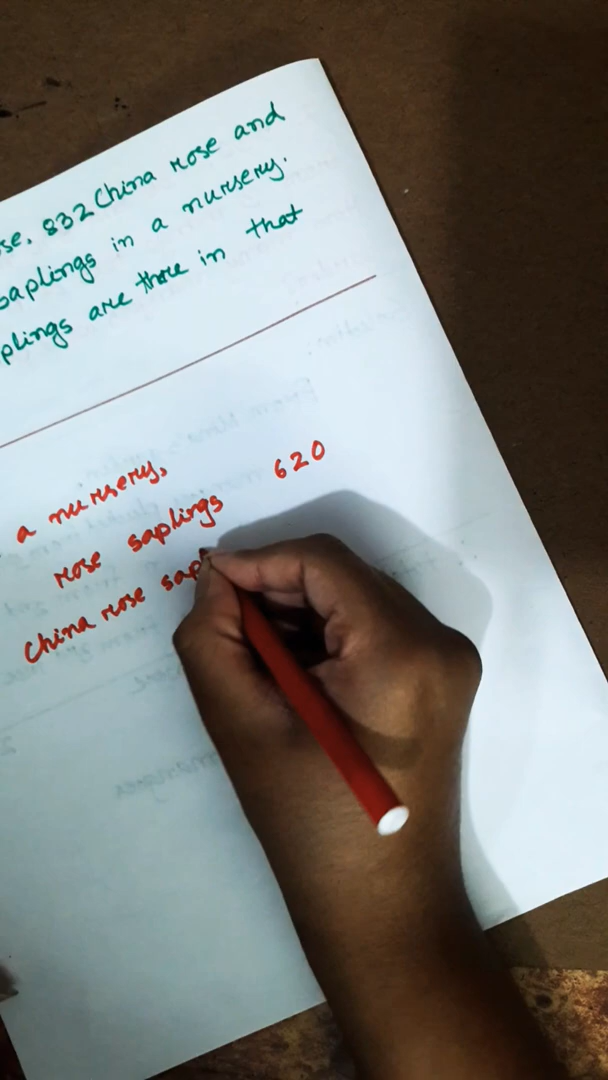 se. 832 China rose and
saplings in a nursery.
plings are there in that
a nursery,
rose saplings 620
China rose sap